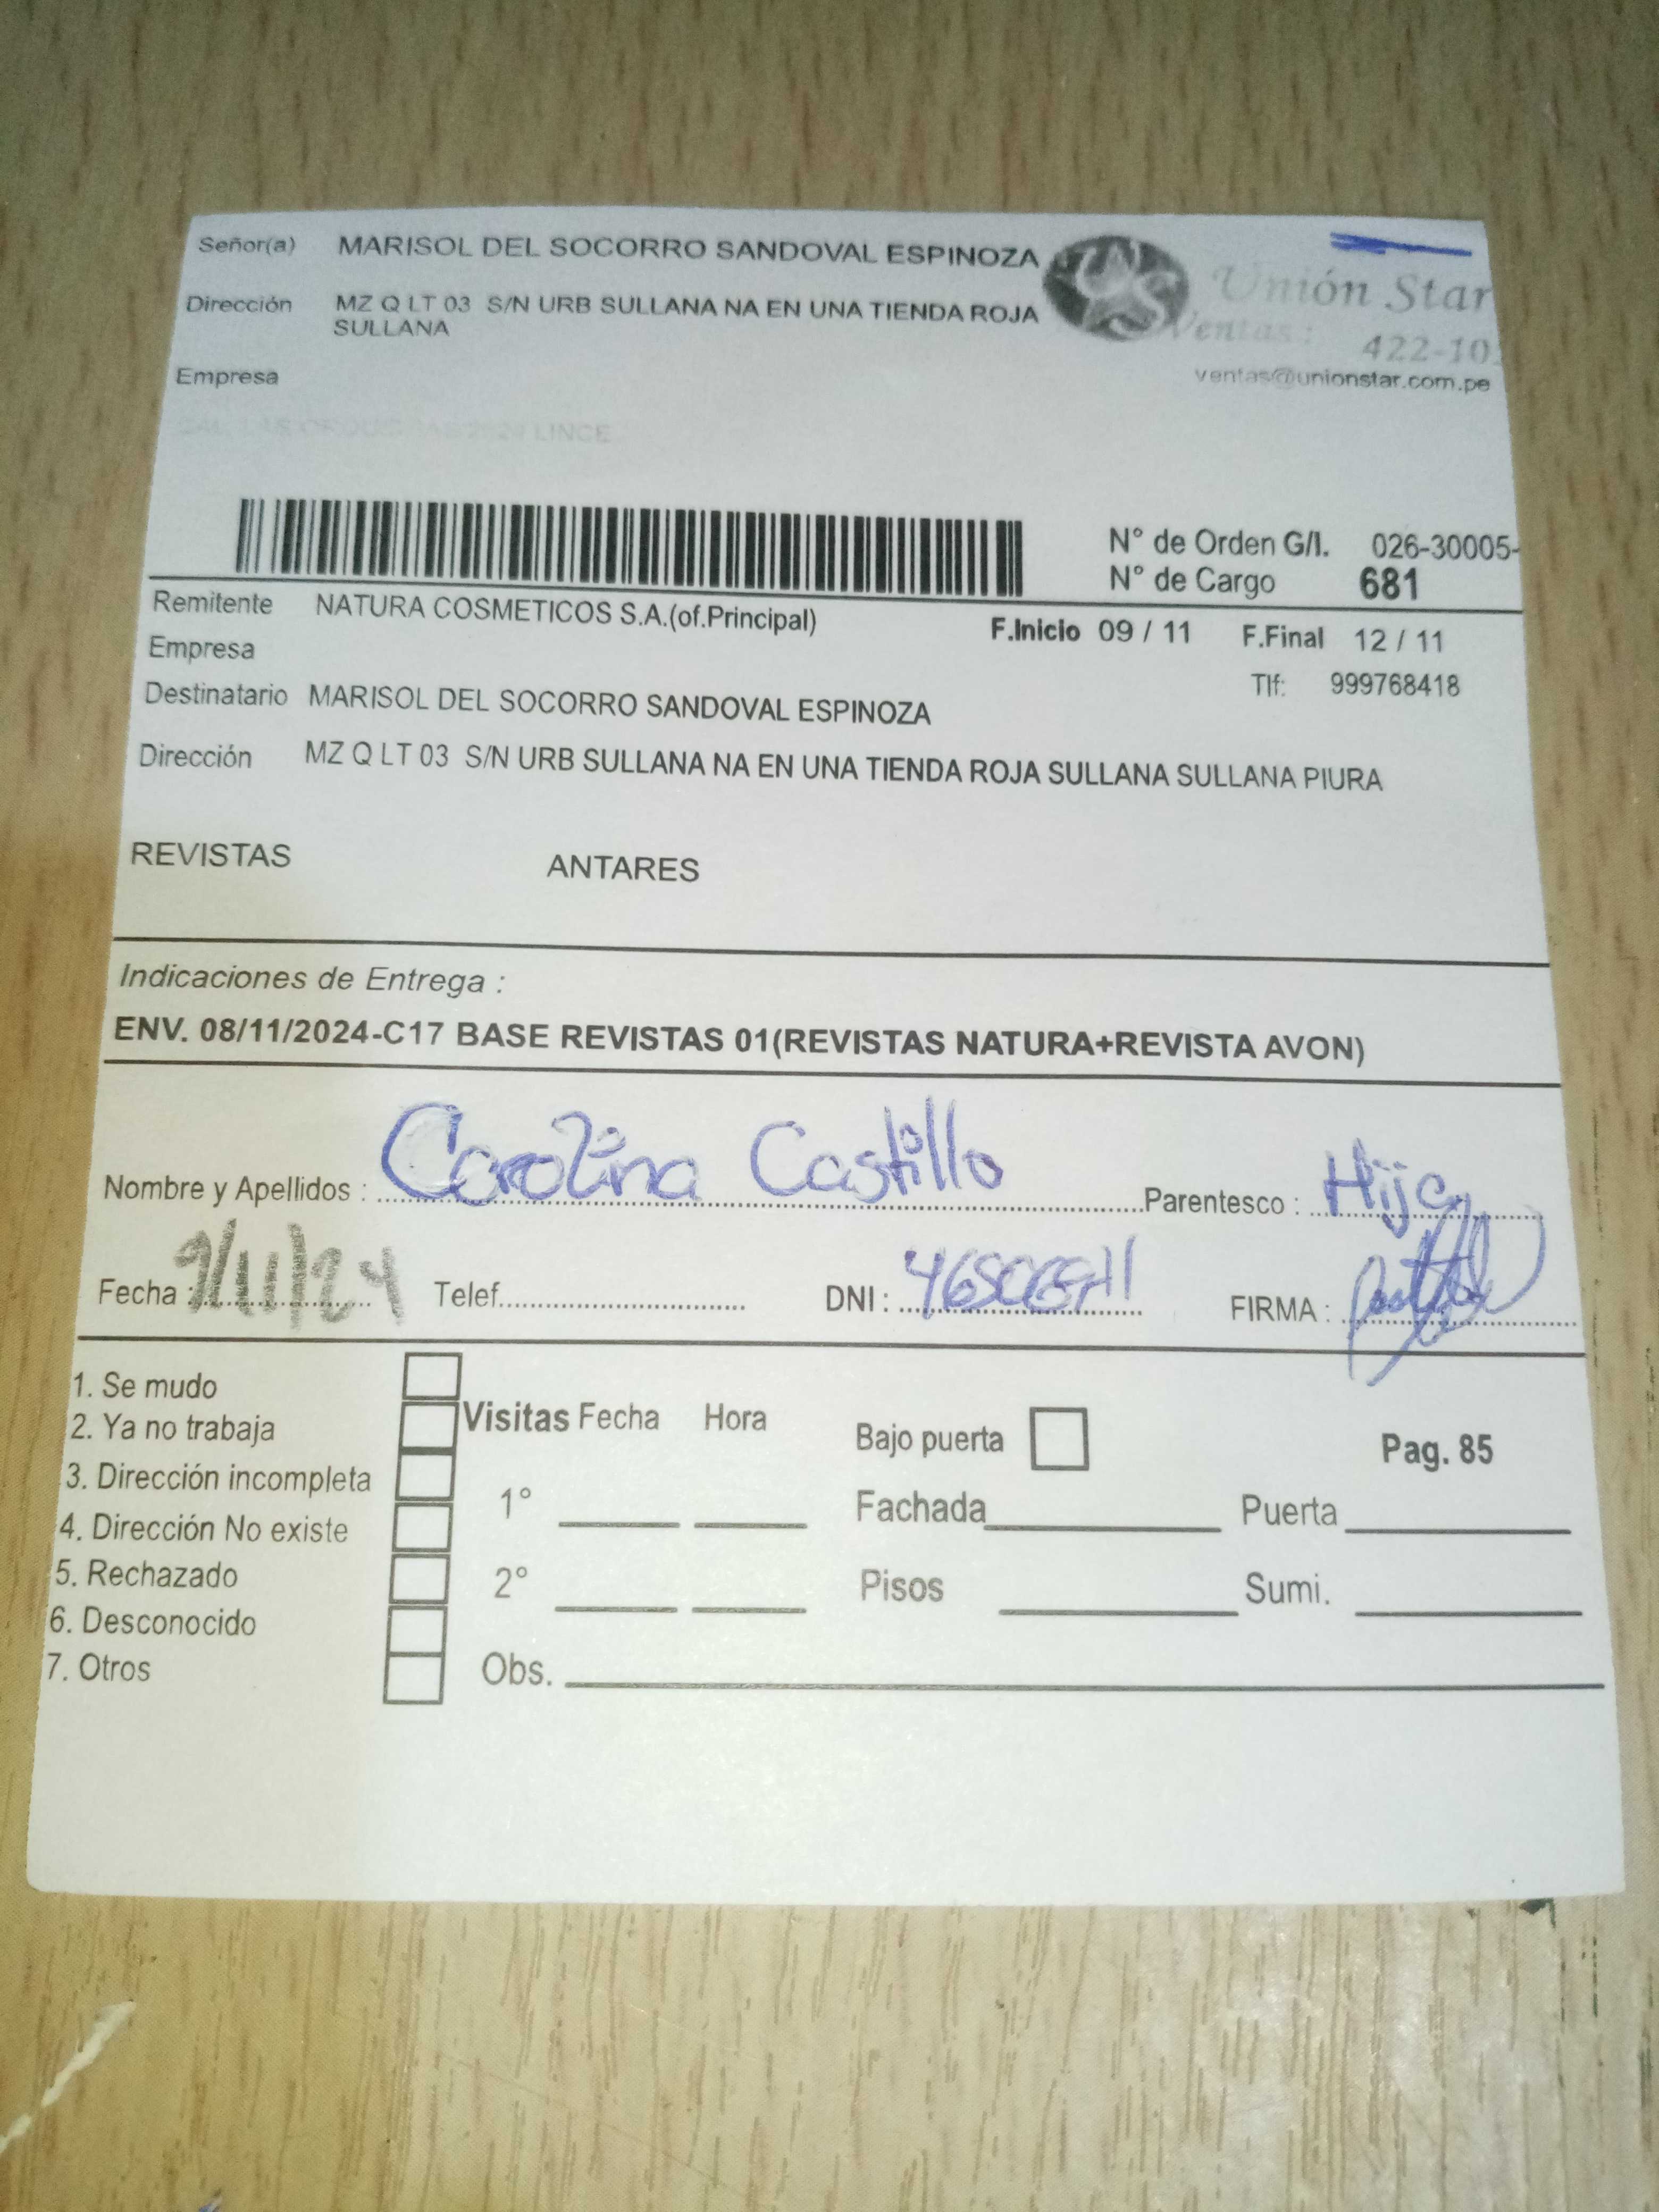 Señor(a) MARISOL DEL SOCORRO SANDOVAL ESPINOZA
Unión Star
Dirección MZ Q LT 03 S/N URB SULLANA NA EN UNA TIENDA ROJA
SULLANA
Ventas: 422-10
Empresa
ventas@unionstar.com.pe
LINCE
N° de Orden G/I. 026-30005-
N° de Cargo 681
Remitente NATURA COSMETICOS S.A.(of.Principal)
F.Inicio 09 / 11 F.Final 12 / 11
Empresa
Tlf: 999768418
Destinatario MARISOL DEL SOCORRO SANDOVAL ESPINOZA
Dirección MZ Q LT 03 S/N URB SULLANA NA EN UNA TIENDA ROJA SULLANA SULLANA PIURA
REVISTAS ANTARES
Indicaciones de Entrega :
ENV. 08/11/2024-C17 BASE REVISTAS 01(REVISTAS NATURA+REVISTA AVON)
Nombre y Apellidos : Carolina Castillo Parentesco : Hija
Fecha : 9/11/24 Telef. DNI : FIRMA :
1. Se mudo
2. Ya no trabaja
3. Dirección incompleta
4. Dirección No existe
5. Rechazado
6. Desconocido
7. Otros
Visitas Fecha Hora
1°
2°
Obs.
Bajo puerta Pag. 85
Fachada Puerta
Pisos Sumi.